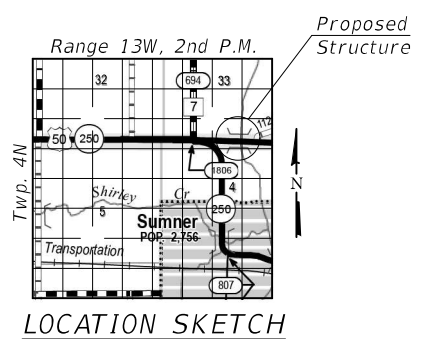 Proposed
Structure
Range 13W, 2nd P.M.
32
694
33
7
112
50
250
Twp. 4N
1806
N
4
Shirley Cr
5
250
Sumner
POP. 2,756
Transportation
807
LOCATION SKETCH